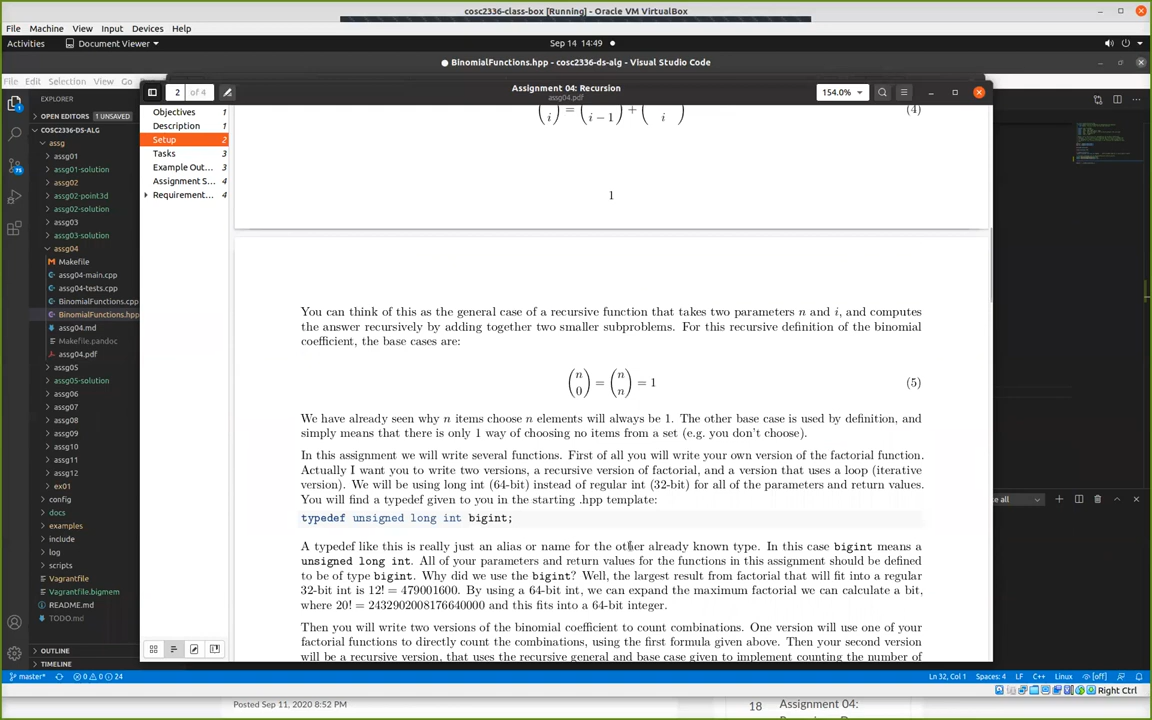 cosc2336-class-box [Running] - Oracle VM VirtualBox
File Machine View Input Devices Help
Activities Document Viewer Sep 14 14:49
BinomialFunctions.hpp - cosc2336-ds-alg - Visual Studio Code
File Edit Selection View Go
EXPLORER
OPEN EDITORS 1 UNSAVED
COSC2336-DS-ALG
assg
assg01
assg01-solution
assg02
assg02-point3d
assg02-solution
assg03
assg03-solution
assg04
Makefile
assg04-main.cpp
assg04-tests.cpp
BinomialFunctions.cpp
BinomialFunctions.hpp
assg04.md
Makefile.pandoc
assg04.pdf
assg05
assg05-solution
assg06
assg07
assg08
assg09
assg10
assg11
assg12
ex01
config
docs
examples
include
log
scripts
Vagrantfile
Vagrantfile.bigmem
README.md
TODO.md
OUTLINE
TIMELINE
75
2 of 4
Assignment 04: Recursion
assg04.pdf
154.0%
Objectives 1
Description 1
Setup 2
Tasks 3
Example Out... 3
Assignment S... 4
Requirement... 4
( i ) = ( i − 1 ) + ( i ) (4)
1
You can think of this as the general case of a recursive function that takes two parameters n and i, and computes
the answer recursively by adding together two smaller subproblems. For this recursive definition of the binomial
coefficient, the base cases are:
(n 0) = (n n) = 1 (5)
We have already seen why n items choose n elements will always be 1. The other base case is used by definition, and
simply means that there is only 1 way of choosing no items from a set (e.g. you don't choose).
In this assignment we will write several functions. First of all you will write your own version of the factorial function.
Actually I want you to write two versions, a recursive version of factorial, and a version that uses a loop (iterative
version). We will be using long int (64-bit) instead of regular int (32-bit) for all of the parameters and return values.
You will find a typedef given to you in the starting .hpp template:
typedef unsigned long int bigint;
A typedef like this is really just an alias or name for the other already known type. In this case bigint means a
unsigned long int. All of your parameters and return values for the functions in this assignment should be defined
to be of type bigint. Why did we use the bigint? Well, the largest result from factorial that will fit into a regular
32-bit int is 12! = 479001600. By using a 64-bit int, we can expand the maximum factorial we can calculate a bit,
where 20! = 2432902008176640000 and this fits into a 64-bit integer.
Then you will write two versions of the binomial coefficient to count combinations. One version will use one of your
factorial functions to directly count the combinations, using the first formula given above. Then your second version
will be a recursive version, that uses the recursive general and base case given to implement counting the number of
master* 0 0 24
Ln 32, Col 1 Spaces: 4 LF C++ Linux [off]
Right Ctrl
Posted Sep 11, 2020 8:52 PM
18 Assignment 04: